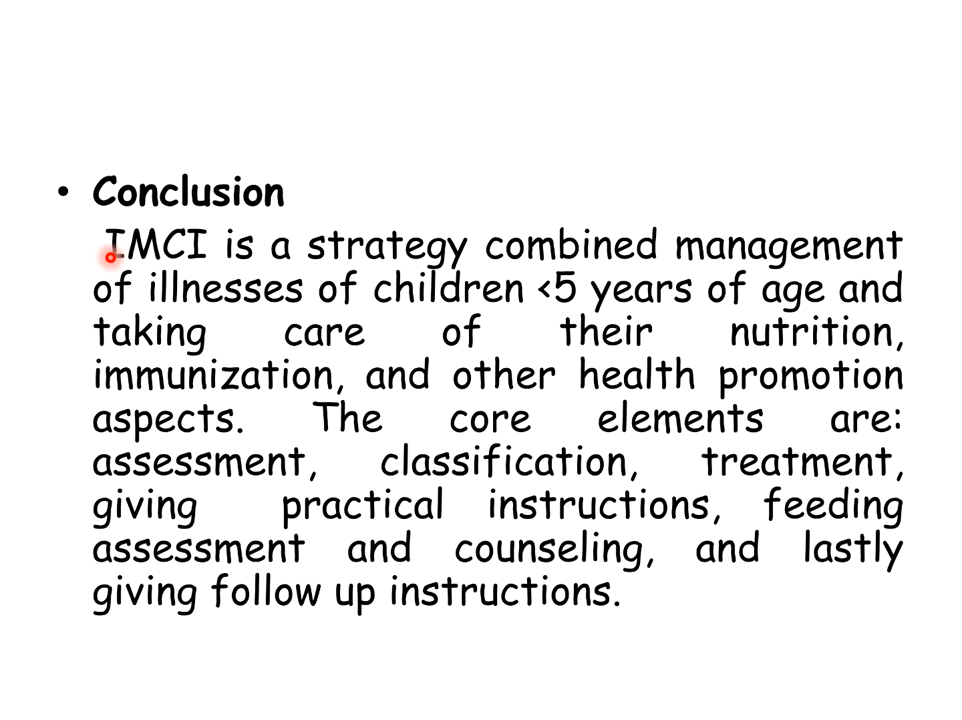 • Conclusion
IMCI is a strategy combined management
of illnesses of children <5 years of age and
taking care of their nutrition,
immunization, and other health promotion
aspects. The core elements are:
assessment, classification, treatment,
giving practical instructions, feeding
assessment and counseling, and lastly
giving follow up instructions.